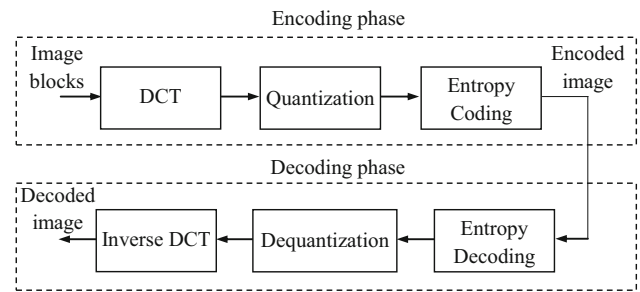 Encoding phase
Image
blocks
DCT
Quantization
Entropy
Coding
Encoded
image
Decoding phase
Decoded
image
Inverse DCT
Dequantization
Entropy
Decoding